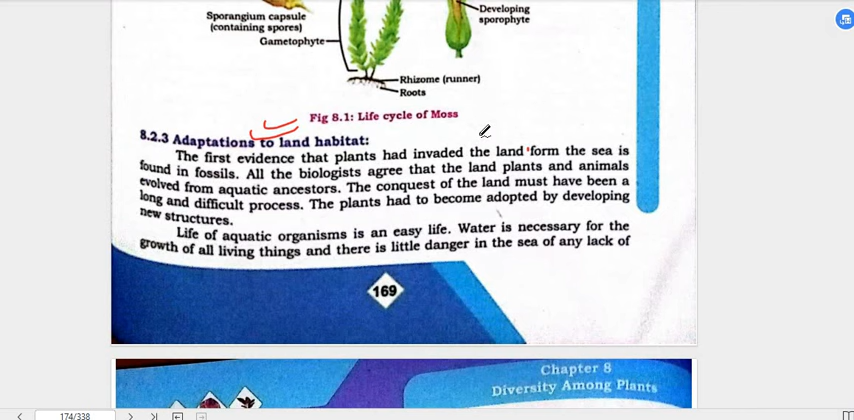 Sporangium capsule
(containing spores)
Gametophyte
Developing
sporophyte
Rhizome (runner)
Roots
Fig 8.1: Life cycle of Moss
8.2.3 Adaptations to land habitat:
The first evidence that plants had invaded the land 'form the sea is
found in fossils. All the biologists agree that the land plants and animals
evolved from aquatic ancestors. The conquest of the land must have been a
long and difficult process. The plants had to become adopted by developing
new structures.
Life of aquatic organisms is an easy life. Water is necessary for the
growth of all living things and there is little danger in the sea of any lack of
169
Chapter 8
Diversity Among Plants
174/338